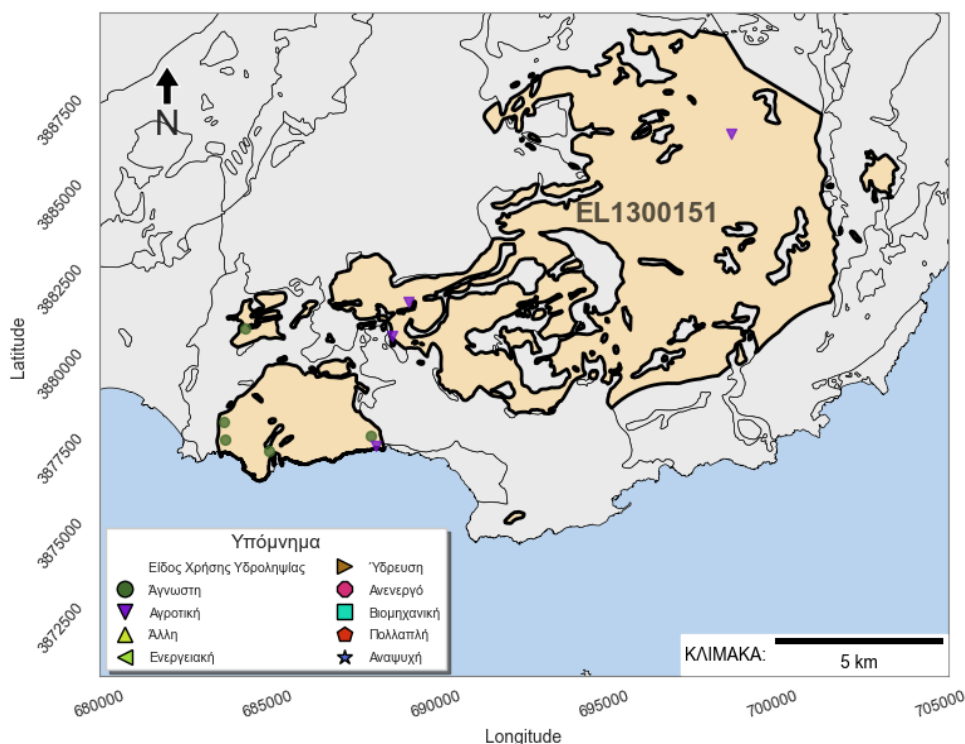 3887500
3885000
3882500
3880000
3877500
3875000
3872500
Latitude
N
EL1300151
Υπόμνημα
Είδος Χρήσης Υδροληψίας
Άγνωστη
Αγροτική
Άλλη
Ενεργειακή
Ύδρευση
Ανενεργό
Βιομηχανική
Πολλαπλή
Αναψυχή
ΚΛΙΜΑΚΑ:
5 km
680000 685000 690000 695000 700000 705000
Longitude